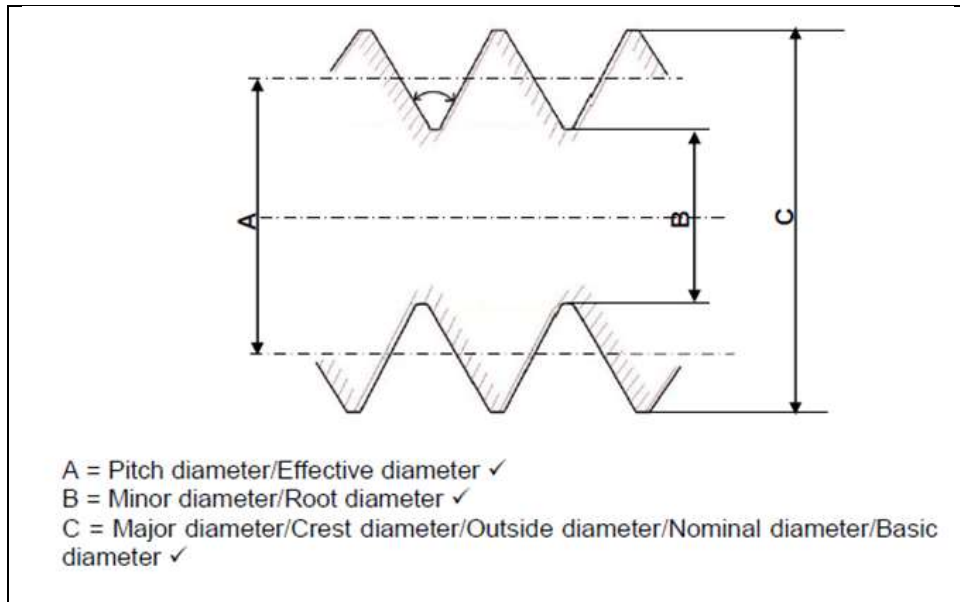 A
B
C
A = Pitch diameter/Effective diameter ✓
B = Minor diameter/Root diameter ✓
C = Major diameter/Crest diameter/Outside diameter/Nominal diameter/Basic
diameter ✓